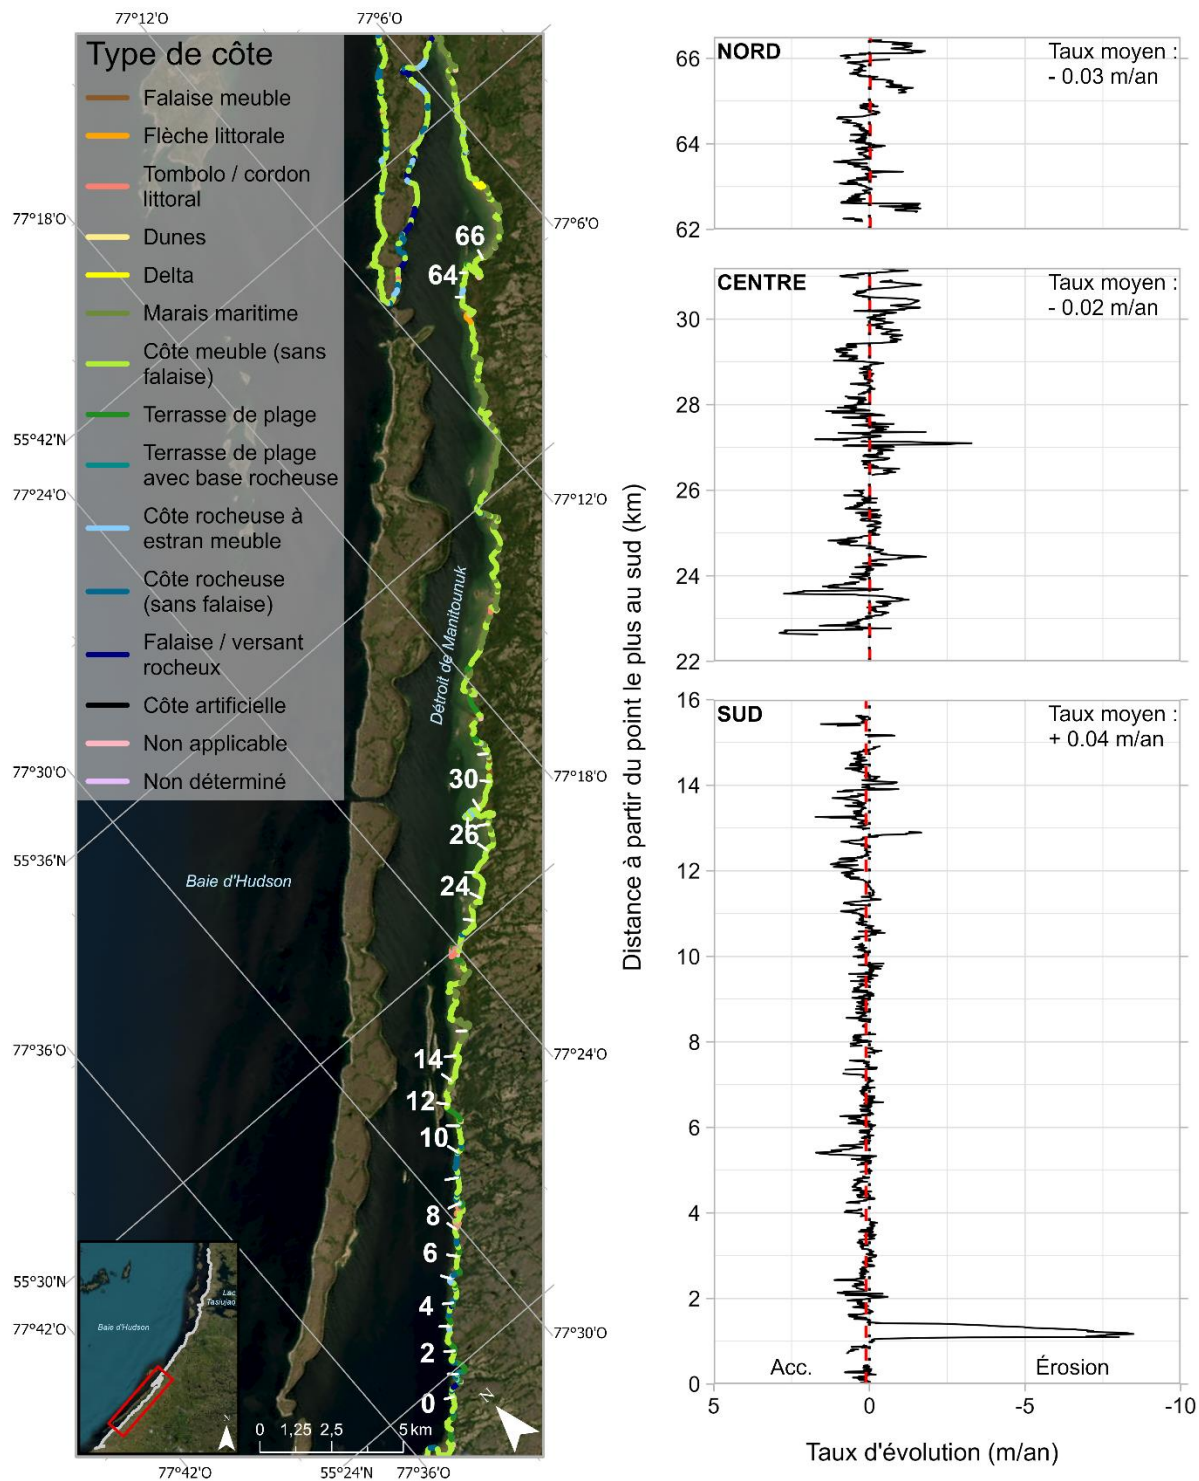 77°12'O
77°6'O
Type de côte
Falaise meuble
Flèche littorale
Tombolo / cordon
littoral
Dunes
Delta
Marais maritime
Côte meuble (sans
falaise)
Terrasse de plage
Terrasse de plage
avec base rocheuse
Côte rocheuse à
estran meuble
Côte rocheuse
(sans falaise)
Falaise / versant
rocheux
Côte artificielle
Non applicable
Non déterminé
77°18'O
55°42'N
77°24'O
77°30'O
55°36'N
77°36'O
55°30'N
77°42'O
77°6'O
77°12'O
77°18'O
77°24'O
77°30'O
66
64
30
26
24
14
12
10
8
6
4
2
0
Détroit de Manitounuk
Baie d'Hudson
Lac
Tasiujaq
Baie d'Hudson
N
0 1,25 2,5 5 km
N
77°42'O
55°24'N
77°36'O
Distance à partir du point le plus au sud (km)
NORD
Taux moyen :
- 0.03 m/an
66
64
62
CENTRE
Taux moyen :
- 0.02 m/an
30
28
26
24
22
SUD
Taux moyen :
+ 0.04 m/an
16
14
12
10
8
6
4
2
0
Acc.
Érosion
5 0 -5 -10
Taux d'évolution (m/an)